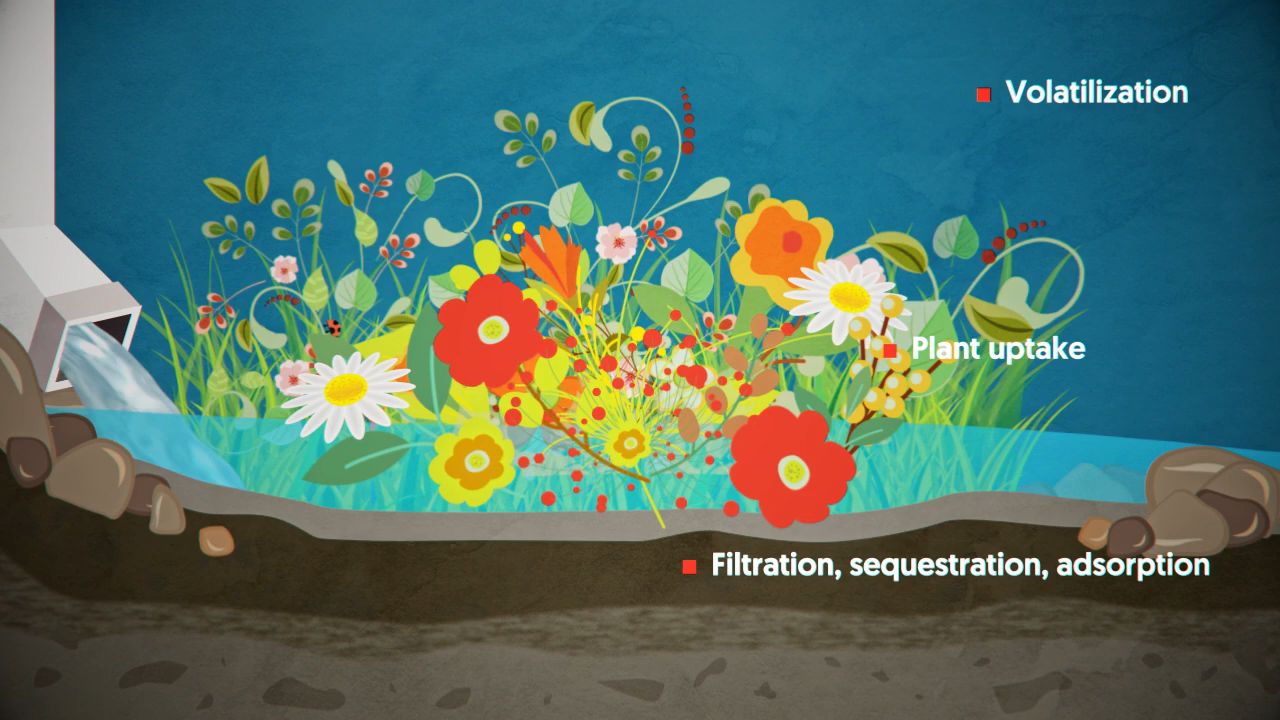 Volatilization
Plant uptake
Filtration, sequestration, adsorption